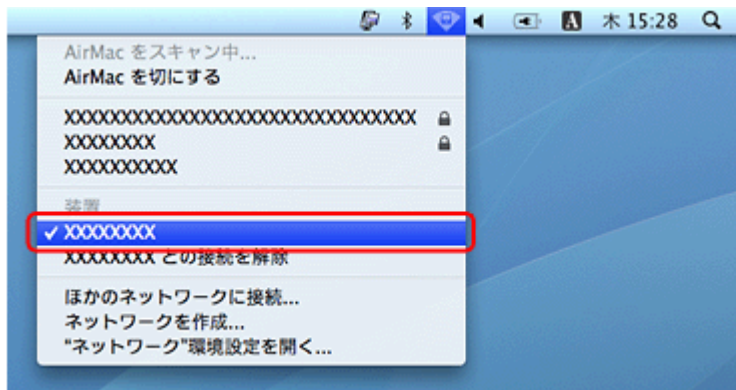 A 木 15:28
AirMac をスキャン中...
AirMac を切にする
XXXXXXXXXXXXXXXXXXXXXXXXXXXXXXXX
XXXXXXXX
XXXXXXXXXX
装置
✓ XXXXXXXX
XXXXXXXX との接続を解除
ほかのネットワークに接続...
ネットワークを作成...
“ネットワーク”環境設定を開く...